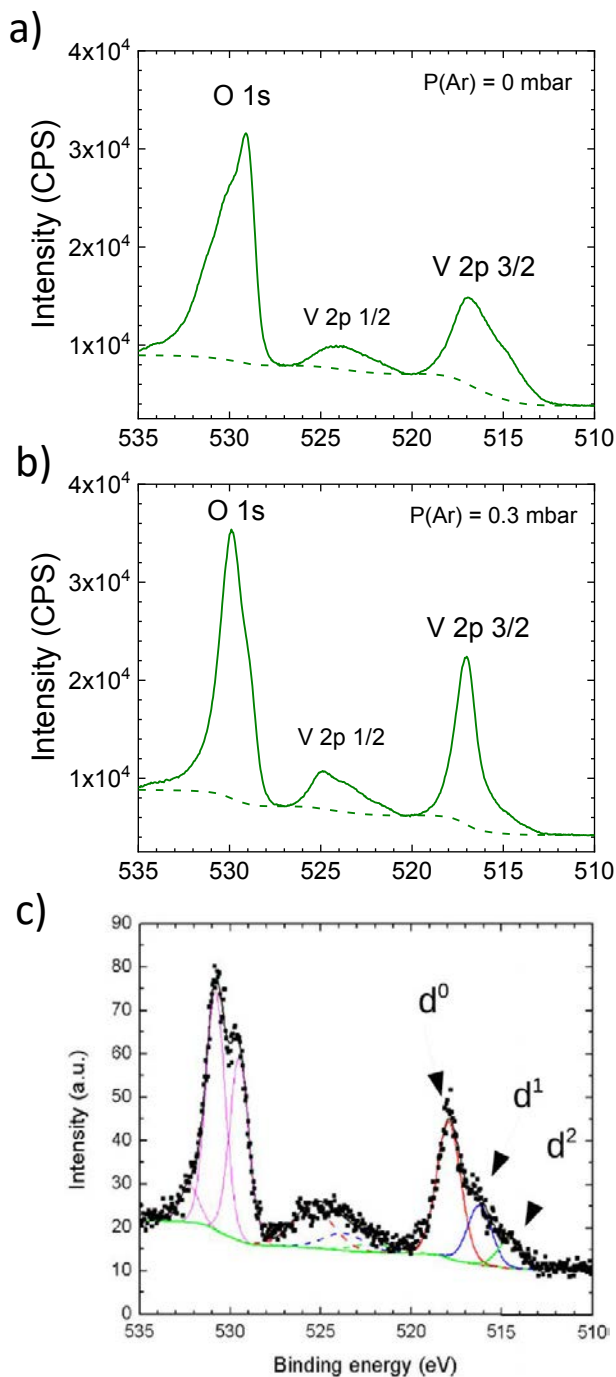 a)
4x10⁴
O 1s
P(Ar) = 0 mbar
3x10⁴
Intensity (CPS)
2x10⁴
V 2p 3/2
V 2p 1/2
1x10⁴
535 530 525 520 515 510
b)
4x10⁴
O 1s
P(Ar) = 0.3 mbar
3x10⁴
Intensity (CPS)
V 2p 3/2
2x10⁴
V 2p 1/2
1x10⁴
535 530 525 520 515 510
c)
90
80
d⁰
70
60
d¹
50
Intensity (a.u.)
d²
40
30
20
10
0
535 530 525 520 515 510
Binding energy (eV)